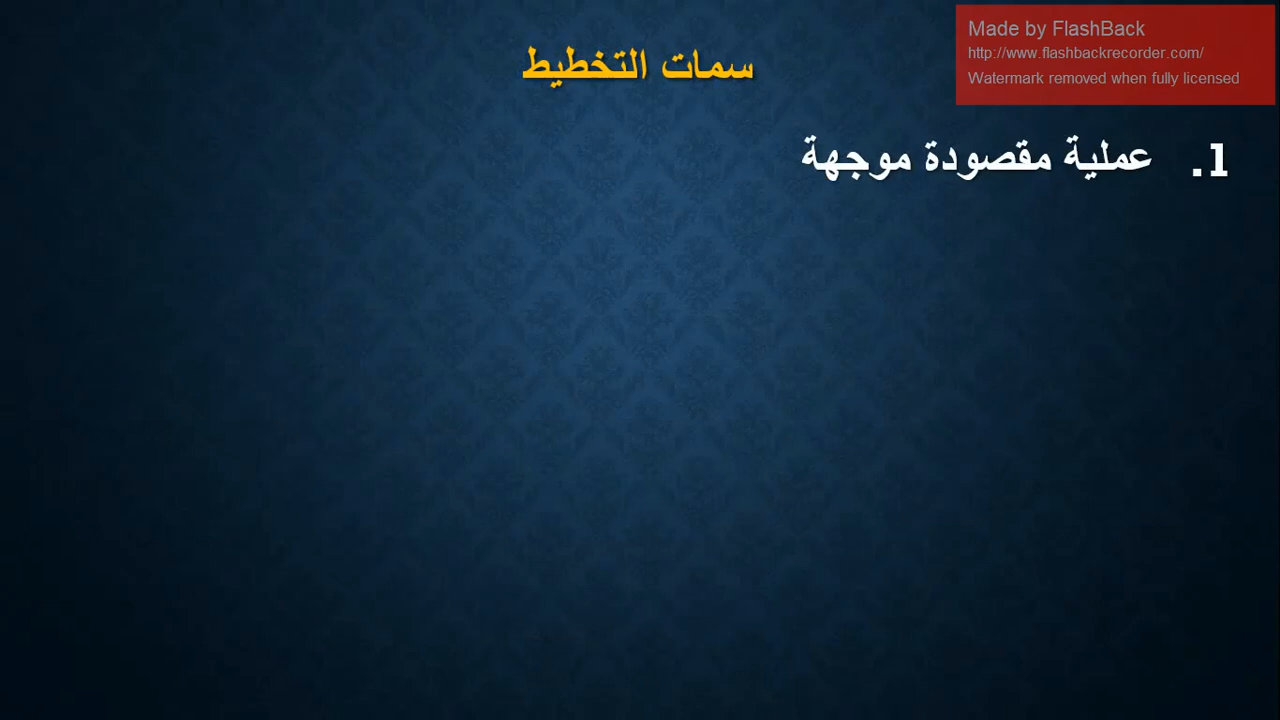 Made by FlashBack
http://www.flashbackrecorder.com/
Watermark removed when fully licensed
سمات التخطيط
1. عملية مقصودة موجهة